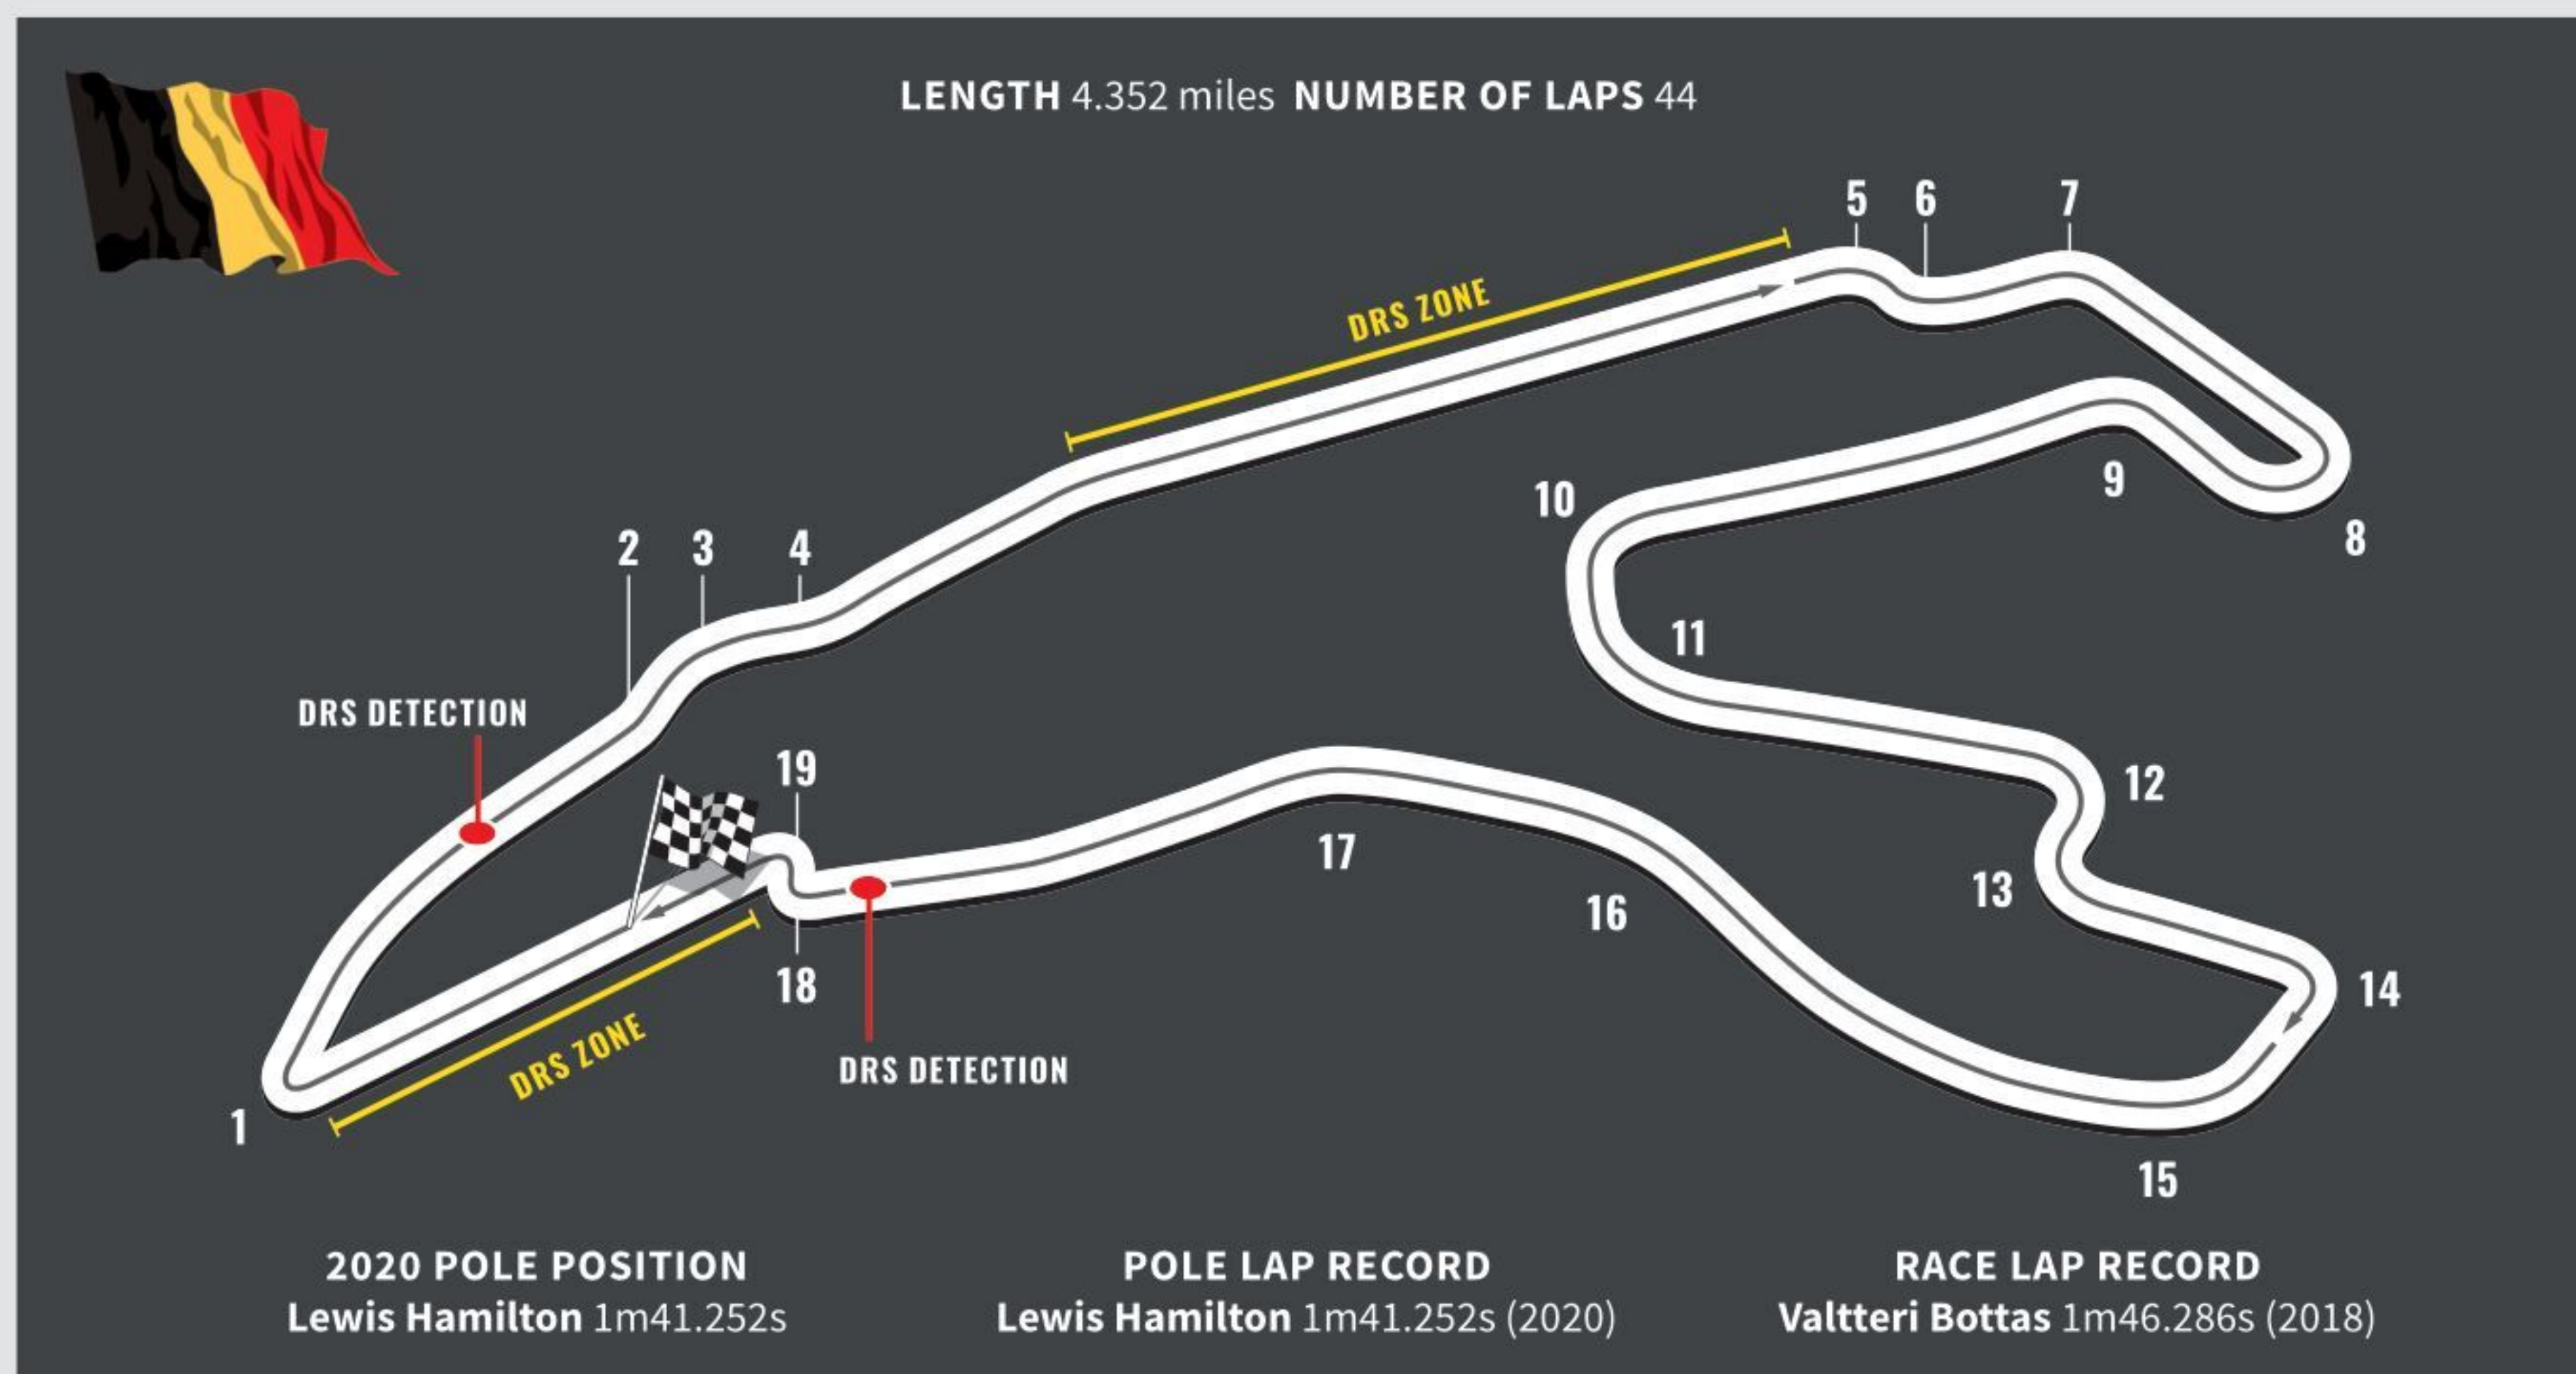 LENGTH 4.352 miles NUMBER OF LAPS 44
5 6 7
DRS ZONE
9
10
8
2 3 4
11
DRS DETECTION
19
12
17
13
16
18
14
DRS ZONE
DRS DETECTION
1
15
2020 POLE POSITION
Lewis Hamilton 1m41.252s
POLE LAP RECORD
Lewis Hamilton 1m41.252s (2020)
RACE LAP RECORD
Valtteri Bottas 1m46.286s (2018)